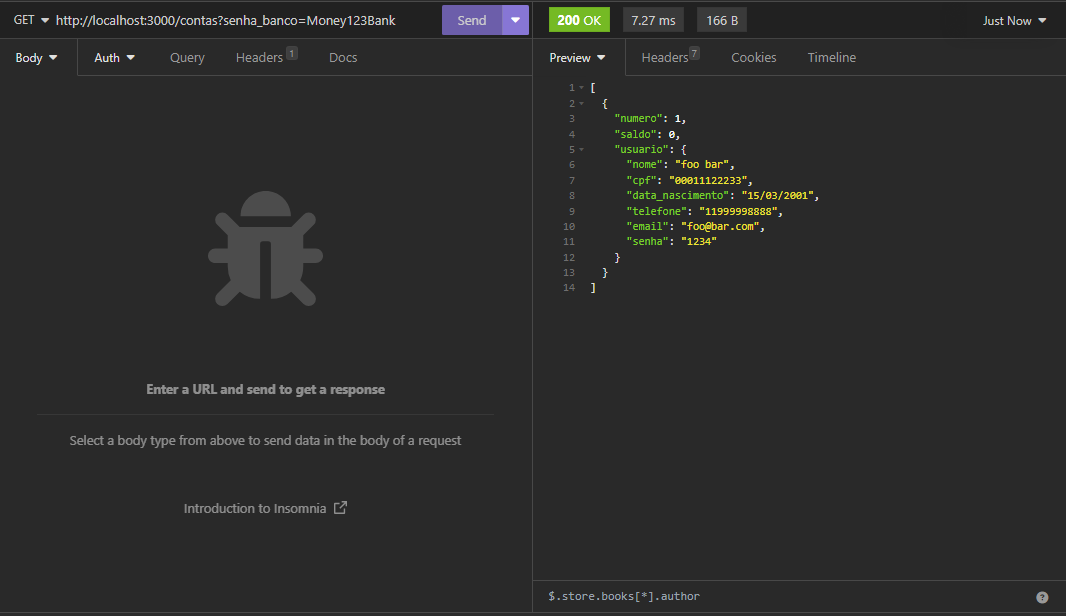 GET http://localhost:3000/contas?senha_banco=Money123Bank Send
200 OK 7.27 ms 166 B Just Now
Body Auth Query Headers 1 Docs
Preview Headers 7 Cookies Timeline
1 [
2 {
3 "numero": 1,
4 "saldo": 0,
5 "usuario": {
6 "nome": "foo bar",
7 "cpf": "00011122233",
8 "data_nascimento": "15/03/2001",
9 "telefone": "11999998888",
10 "email": "foo@bar.com",
11 "senha": "1234"
12 }
13 }
14 ]
Enter a URL and send to get a response
Select a body type from above to send data in the body of a request
Introduction to Insomnia
$.store.books[*].author ?